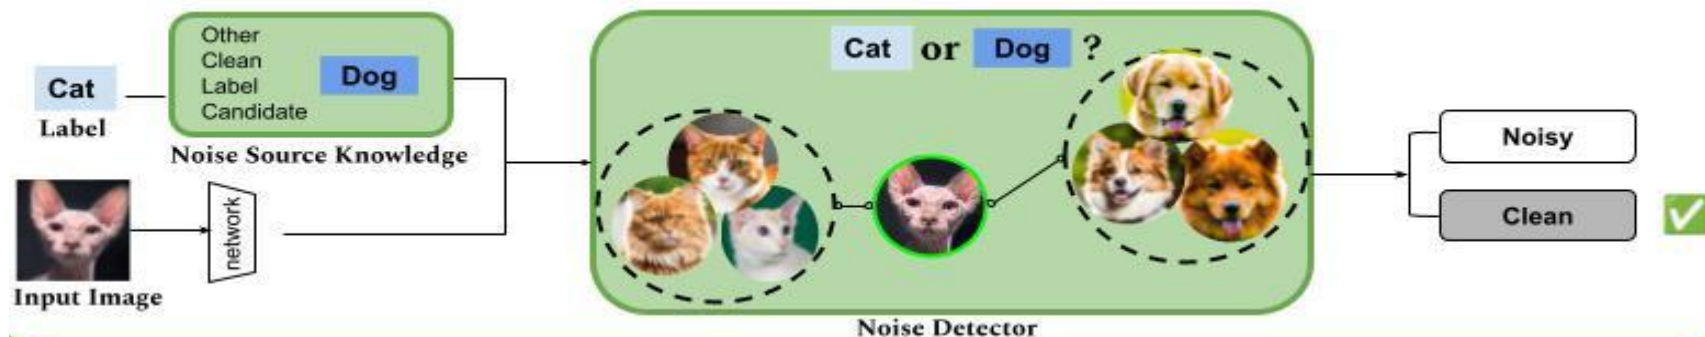 Cat
Label
Other
Clean
Label
Candidate
Dog
Noise Source Knowledge
Input Image
network
Cat or Dog ?
Noise Detector
Noisy
Clean